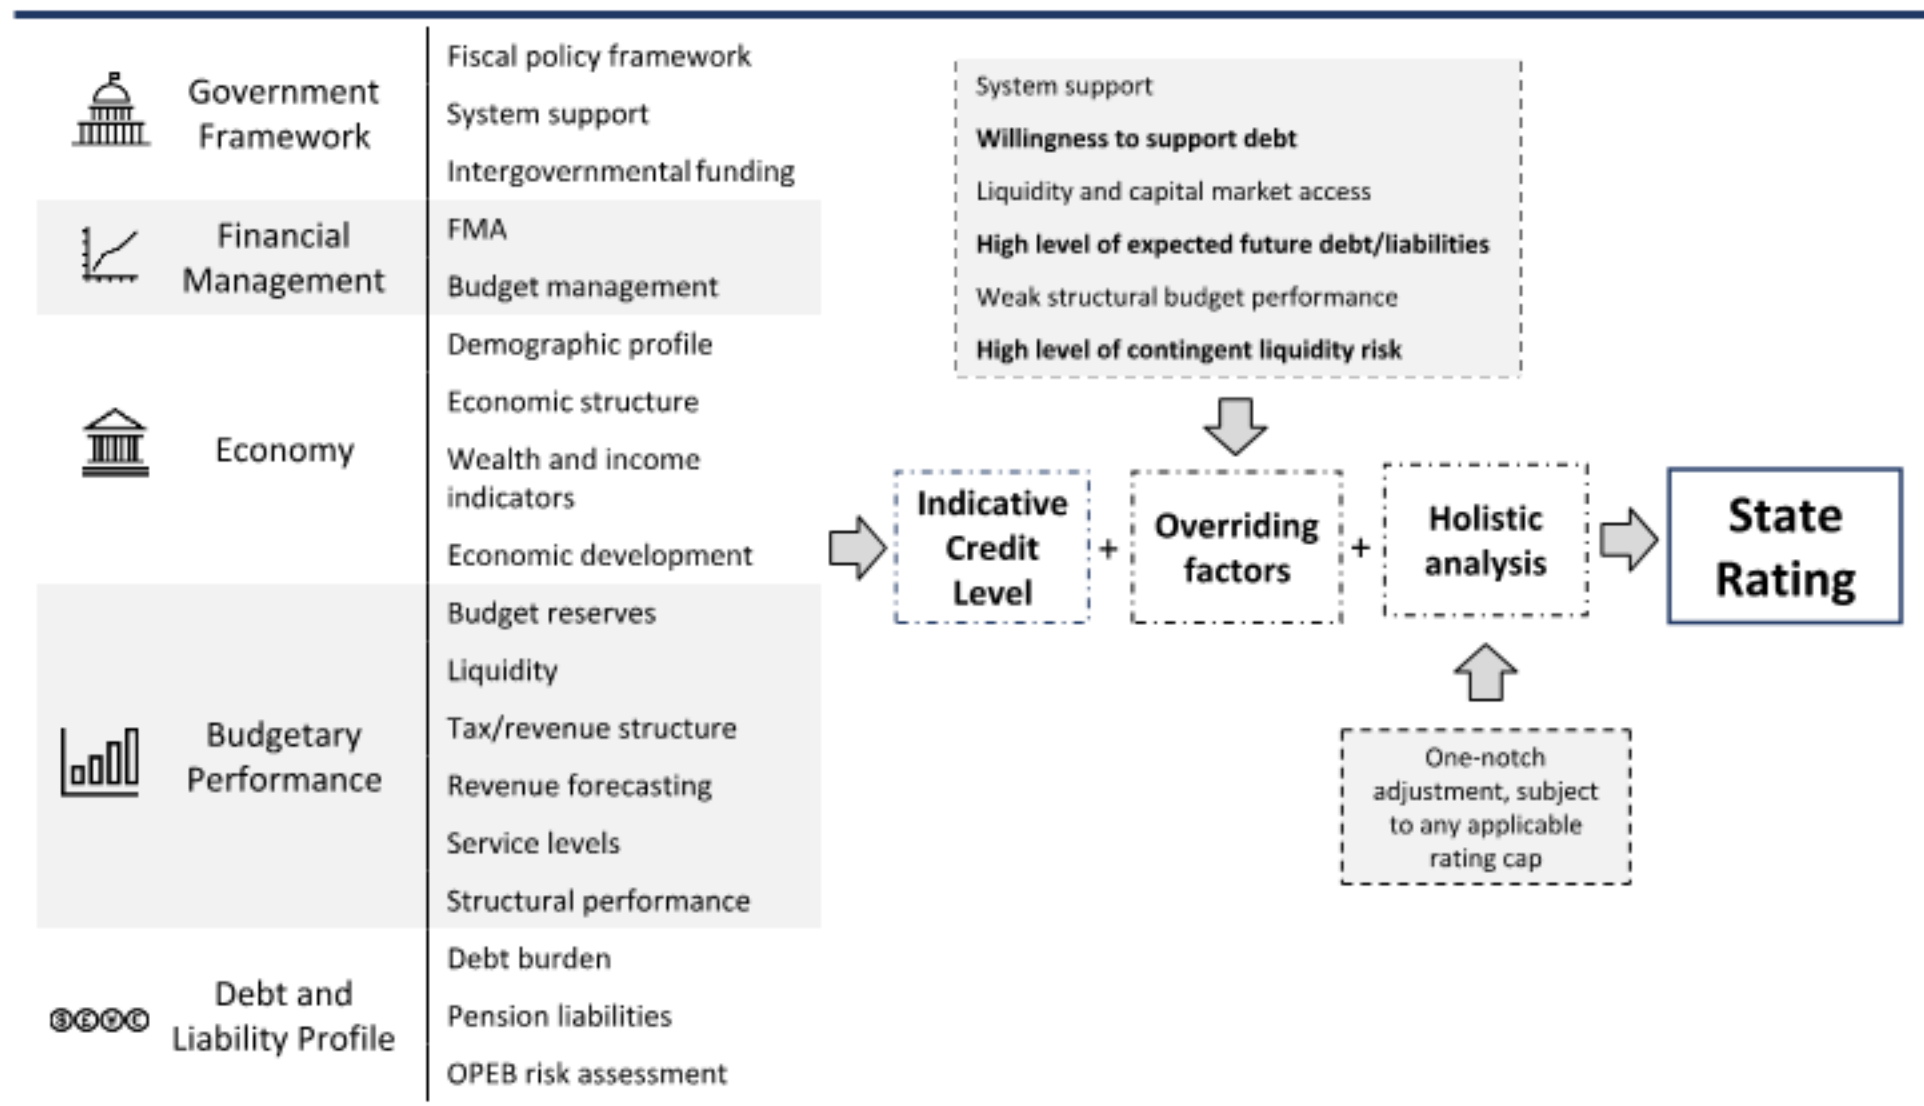 Government
Framework
Fiscal policy framework
System support
Intergovernmental funding
Financial
Management
FMA
Budget management
Economy
Demographic profile
Economic structure
Wealth and income
indicators
Economic development
Budgetary
Performance
Budget reserves
Liquidity
Tax/revenue structure
Revenue forecasting
Service levels
Structural performance
Debt and
Liability Profile
Debt burden
Pension liabilities
OPEB risk assessment
System support
Willingness to support debt
Liquidity and capital market access
High level of expected future debt/liabilities
Weak structural budget performance
High level of contingent liquidity risk
Indicative
Credit
Level
+
Overriding
factors
+
Holistic
analysis
State
Rating
One-notch
adjustment, subject
to any applicable
rating cap